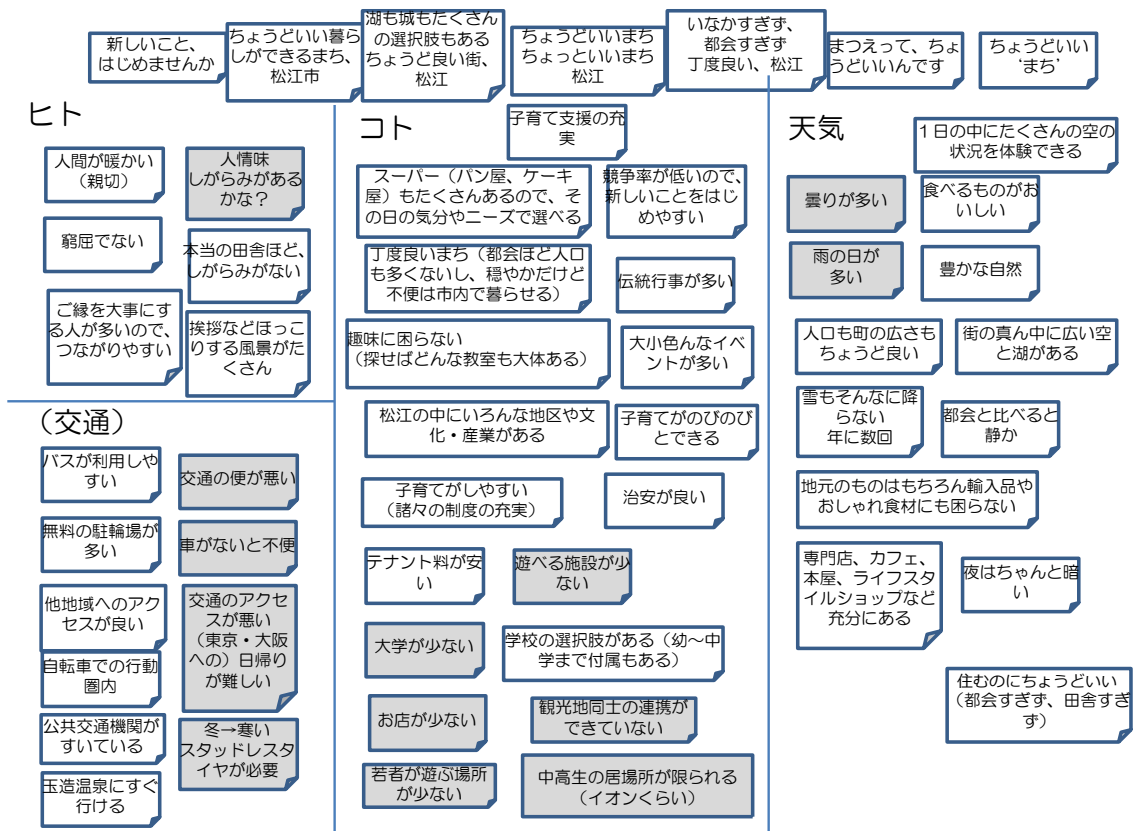 新しいこと、
はじめませんか
ちょうどいい暮ら
しができるまち、
松江市
湖も城もたくさん
の選択肢もある
ちょうど良い街、
松江
ちょうどいいまち
ちょっといいまち
松江
いなかすぎず、
都会すぎず
丁度良い、松江
まつえって、ちょ
うどいいんです
ちょうどいい
‘まち’
ヒト
人間が暖かい
（親切）
人情味
しがらみがある
かな？
窮屈でない
本当の田舎ほど、
しがらみがない
ご縁を大事にす
る人が多いので、
つながりやすい
挨拶などほっこ
りする風景がた
くさん
（交通）
バスが利用しや
すい
交通の便が悪い
無料の駐輪場が
多い
車がないと不便
他地域へのアク
セスが良い
交通のアクセ
スが悪い
（東京・大阪
への）日帰り
が難しい
自転車での行動
圏内
公共交通機関が
すいている
冬→寒い
スタッドレスタ
イヤが必要
玉造温泉にすぐ
行ける
コト
子育て支援の充
実
スーパー（パン屋、ケーキ
屋）もたくさんあるので、そ
の日の気分やニーズで選べる
競争率が低いので、
新しいことをはじ
めやすい
丁度良いまち（都会ほど人口
も多くないし、穏やかだけど
不便は市内で暮らせる）
伝統行事が多い
趣味に困らない
（探せばどんな教室も大体ある）
大小色んなイベ
ントが多い
松江の中にいろんな地区や文
化・産業がある
子育てがのびのび
とできる
子育てがしやすい
（諸々の制度の充実）
治安が良い
テナント料が安
い
遊べる施設が少
ない
大学が少ない
学校の選択肢がある（幼～中
学まで付属もある）
お店が少ない
観光地同士の連携が
できていない
若者が遊ぶ場所
が少ない
中高生の居場所が限られる
（イオンくらい）
天気
１日の中にたくさんの空の
状況を体験できる
曇りが多い
食べるものがお
いしい
雨の日が
多い
豊かな自然
人口も町の広さも
ちょうど良い
街の真ん中に広い空
と湖がある
雪もそんなに降
らない
年に数回
都会と比べると
静か
地元のものはもちろん輸入品や
おしゃれ食材にも困らない
専門店、カフェ、
本屋、ライフスタ
イルショップなど
充分にある
夜はちゃんと暗
い
住むのにちょうどいい
（都会すぎず、田舎すぎ
ず）